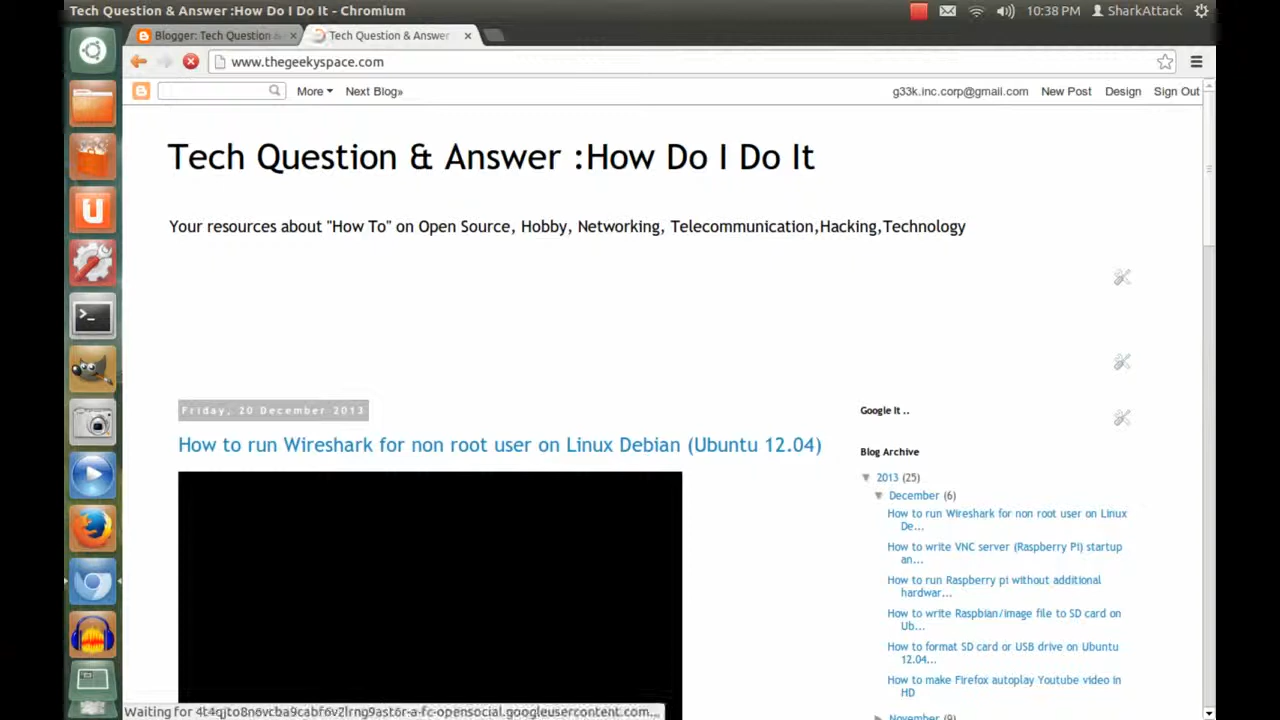 Tech Question & Answer :How Do I Do It - Chromium
10:38 PM
SharkAttack
Blogger: Tech Question &
Tech Question & Answer
www.thegeekyspace.com
More
Next Blog»
g33k.inc.corp@gmail.com
New Post
Design
Sign Out
Tech Question & Answer :How Do I Do It
Your resources about "How To" on Open Source, Hobby, Networking, Telecommunication,Hacking,Technology
Friday, 20 December 2013
How to run Wireshark for non root user on Linux Debian (Ubuntu 12.04)
Google It ..
Blog Archive
▼ 2013 (25)
▼ December (6)
How to run Wireshark for non root user on Linux
De...
How to write VNC server (Raspberry Pi) startup
an...
How to run Raspberry pi without additional
hardwar...
How to write Raspbian/image file to SD card on
Ub...
How to format SD card or USB drive on Ubuntu
12.04...
How to make Firefox autoplay Youtube video in
HD
November (9)